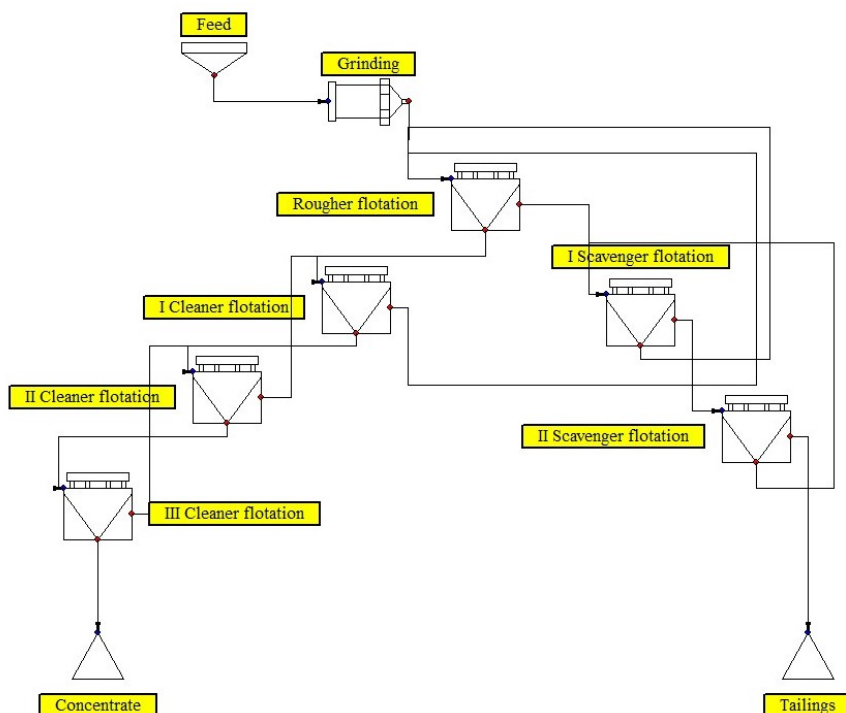 Feed
Grinding
Rougher flotation
I Scavenger flotation
I Cleaner flotation
II Cleaner flotation
II Scavenger flotation
III Cleaner flotation
Concentrate
Tailings